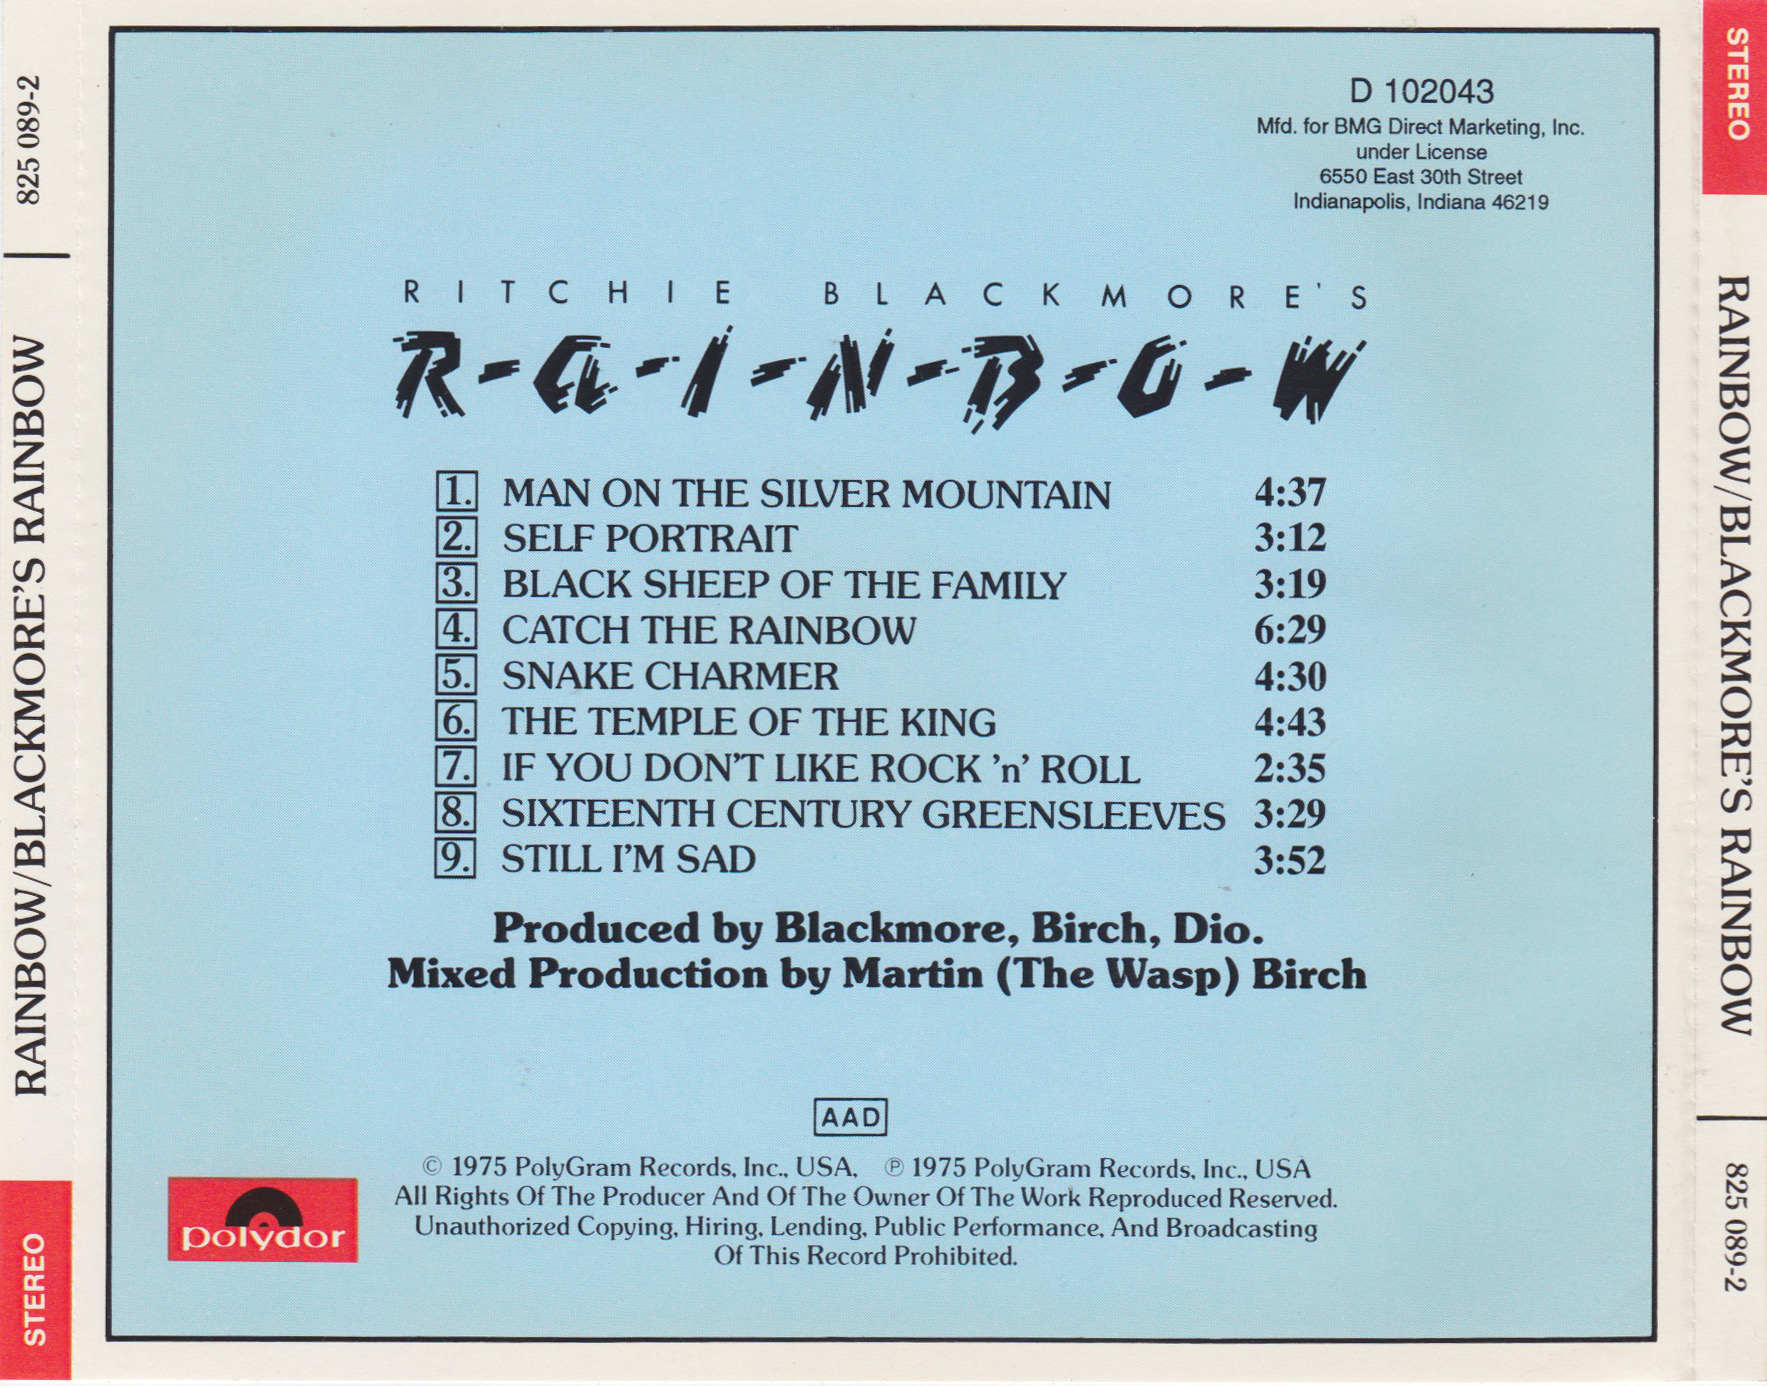 825 089-2
RAINBOW/BLACKMORE'S RAINBOW
STEREO
D 102043
Mfd. for BMG Direct Marketing, Inc.
under License
6550 East 30th Street
Indianapolis, Indiana 46219
RITCHIE BLACKMORE'S
R-A-I-N-B-O-W
1. MAN ON THE SILVER MOUNTAIN 4:37
2. SELF PORTRAIT 3:12
3. BLACK SHEEP OF THE FAMILY 3:19
4. CATCH THE RAINBOW 6:29
5. SNAKE CHARMER 4:30
6. THE TEMPLE OF THE KING 4:43
7. IF YOU DON'T LIKE ROCK 'n' ROLL 2:35
8. SIXTEENTH CENTURY GREENSLEEVES 3:29
9. STILL I'M SAD 3:52
Produced by Blackmore, Birch, Dio.
Mixed Production by Martin (The Wasp) Birch
AAD
© 1975 PolyGram Records, Inc., USA, ℗ 1975 PolyGram Records, Inc., USA
All Rights Of The Producer And Of The Owner Of The Work Reproduced Reserved.
Unauthorized Copying, Hiring, Lending, Public Performance, And Broadcasting
Of This Record Prohibited.
polydor
STEREO
RAINBOW/BLACKMORE'S RAINBOW
825 089-2